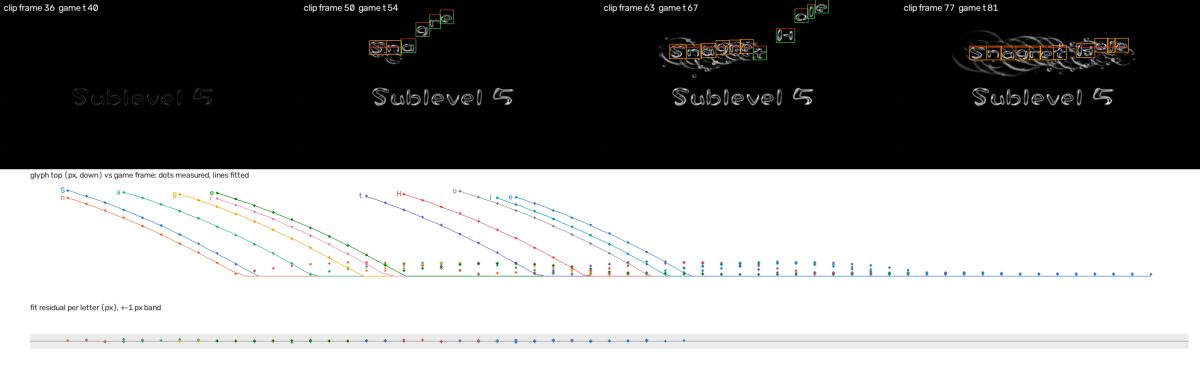 clip frame 36 game t 40
clip frame 50 game t 54
clip frame 63 game t 67
clip frame 77 game t 81
S n a g r e
H o l e
S n a g n e t
S n a g n e t H o l e
Sublevel 5
Sublevel 5
Sublevel 5
Sublevel 5
glyph top (px, down) vs game frame: dots measured, lines fitted
S
n
a
g
e
r
t
H
o
l
e
fit residual per letter (px), +-1 px band